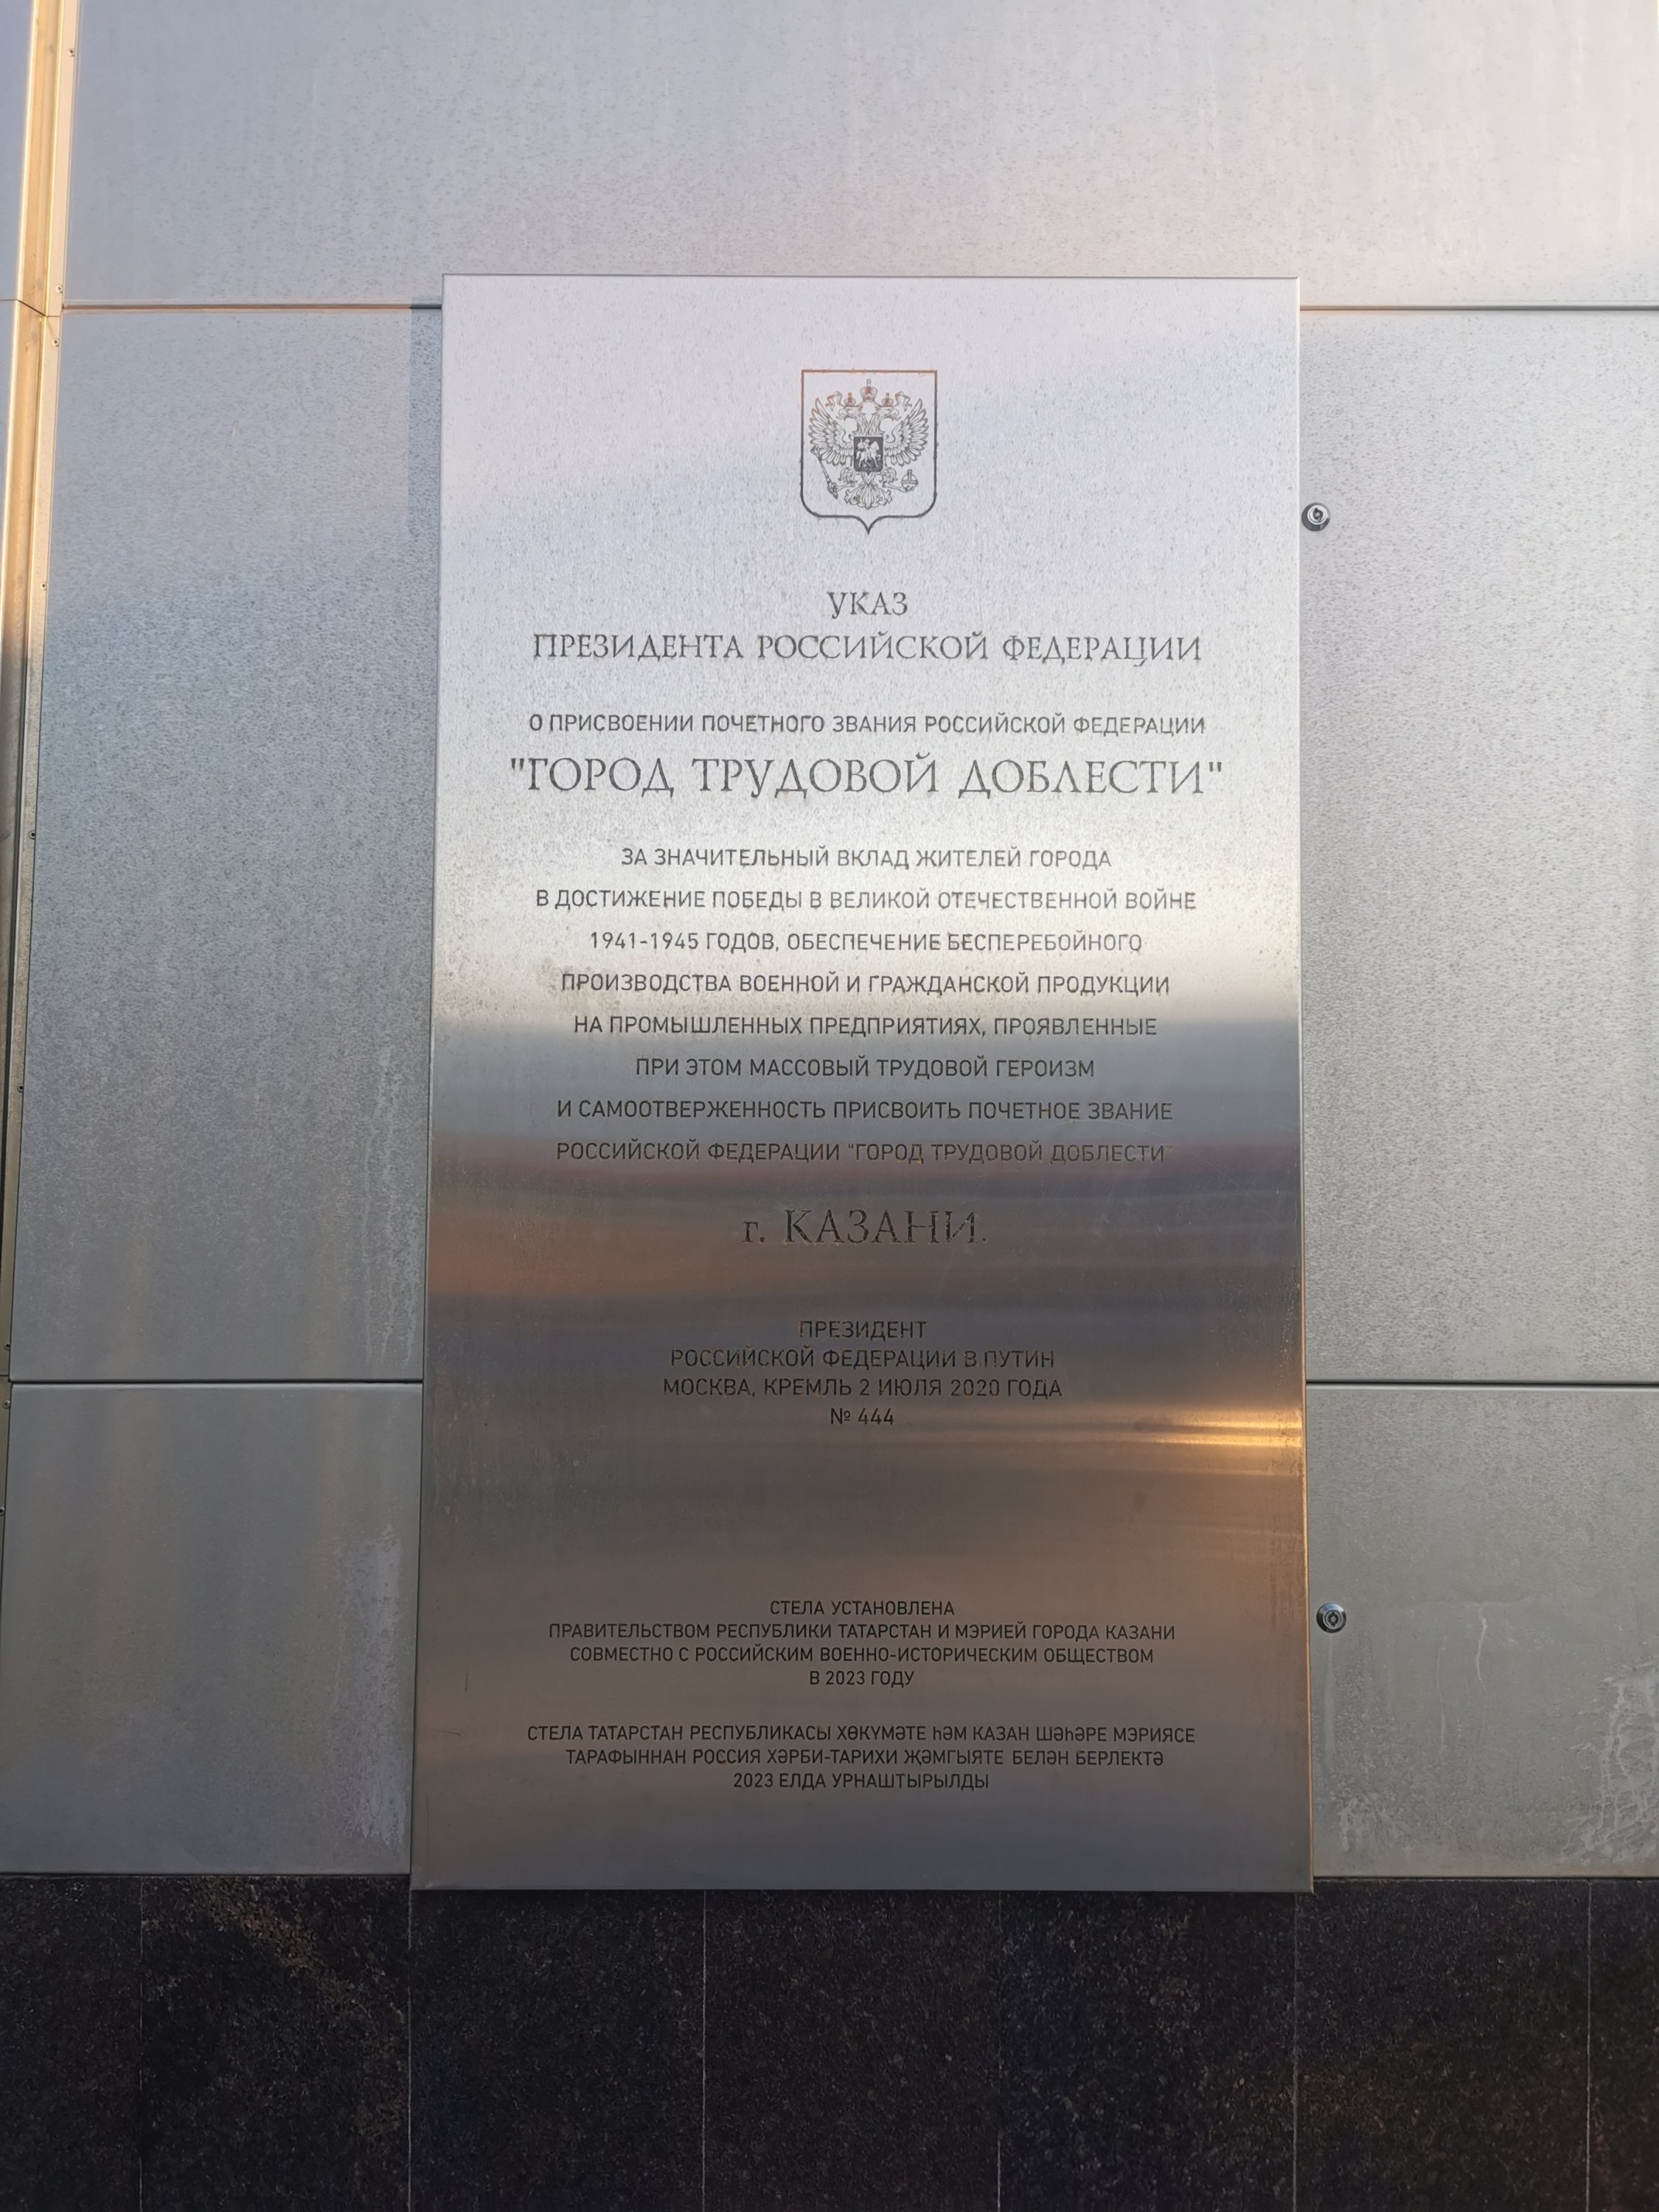 УКАЗ
ПРЕЗИДЕНТА РОССИЙСКОЙ ФЕДЕРАЦИИ
О ПРИСВОЕНИИ ПОЧЕТНОГО ЗВАНИЯ РОССИЙСКОЙ ФЕДЕРАЦИИ
"ГОРОД ТРУДОВОЙ ДОБЛЕСТИ"
ЗА ЗНАЧИТЕЛЬНЫЙ ВКЛАД ЖИТЕЛЕЙ ГОРОДА
В ДОСТИЖЕНИЕ ПОБЕДЫ В ВЕЛИКОЙ ОТЕЧЕСТВЕННОЙ ВОЙНЕ
1941-1945 ГОДОВ, ОБЕСПЕЧЕНИЕ БЕСПЕРЕБОЙНОГО
ПРОИЗВОДСТВА ВОЕННОЙ И ГРАЖДАНСКОЙ ПРОДУКЦИИ
НА ПРОМЫШЛЕННЫХ ПРЕДПРИЯТИЯХ, ПРОЯВЛЕННЫЕ
ПРИ ЭТОМ МАССОВЫЙ ТРУДОВОЙ ГЕРОИЗМ
И САМООТВЕРЖЕННОСТЬ ПРИСВОИТЬ ПОЧЕТНОЕ ЗВАНИЕ
РОССИЙСКОЙ ФЕДЕРАЦИИ "ГОРОД ТРУДОВОЙ ДОБЛЕСТИ"
г. КАЗАНИ.
ПРЕЗИДЕНТ
РОССИЙСКОЙ ФЕДЕРАЦИИ В.ПУТИН
МОСКВА, КРЕМЛЬ 2 ИЮЛЯ 2020 ГОДА
№ 444
СТЕЛА УСТАНОВЛЕНА
ПРАВИТЕЛЬСТВОМ РЕСПУБЛИКИ ТАТАРСТАН И МЭРИЕЙ ГОРОДА КАЗАНИ
СОВМЕСТНО С РОССИЙСКИМ ВОЕННО-ИСТОРИЧЕСКИМ ОБЩЕСТВОМ
В 2023 ГОДУ
СТЕЛА ТАТАРСТАН РЕСПУБЛИКАСЫ ХӨКҮМӘТЕ һӘМ КАЗАН ШӘһӘРЕ МЭРИЯСЕ
ТАРАФЫННАН РОССИЯ ХӘРБИ-ТАРИХИ ҖӘМГЫЯТЕ БЕЛӘН БЕРЛЕКТӘ
2023 ЕЛДА УРНАШТЫРЫЛДЫ